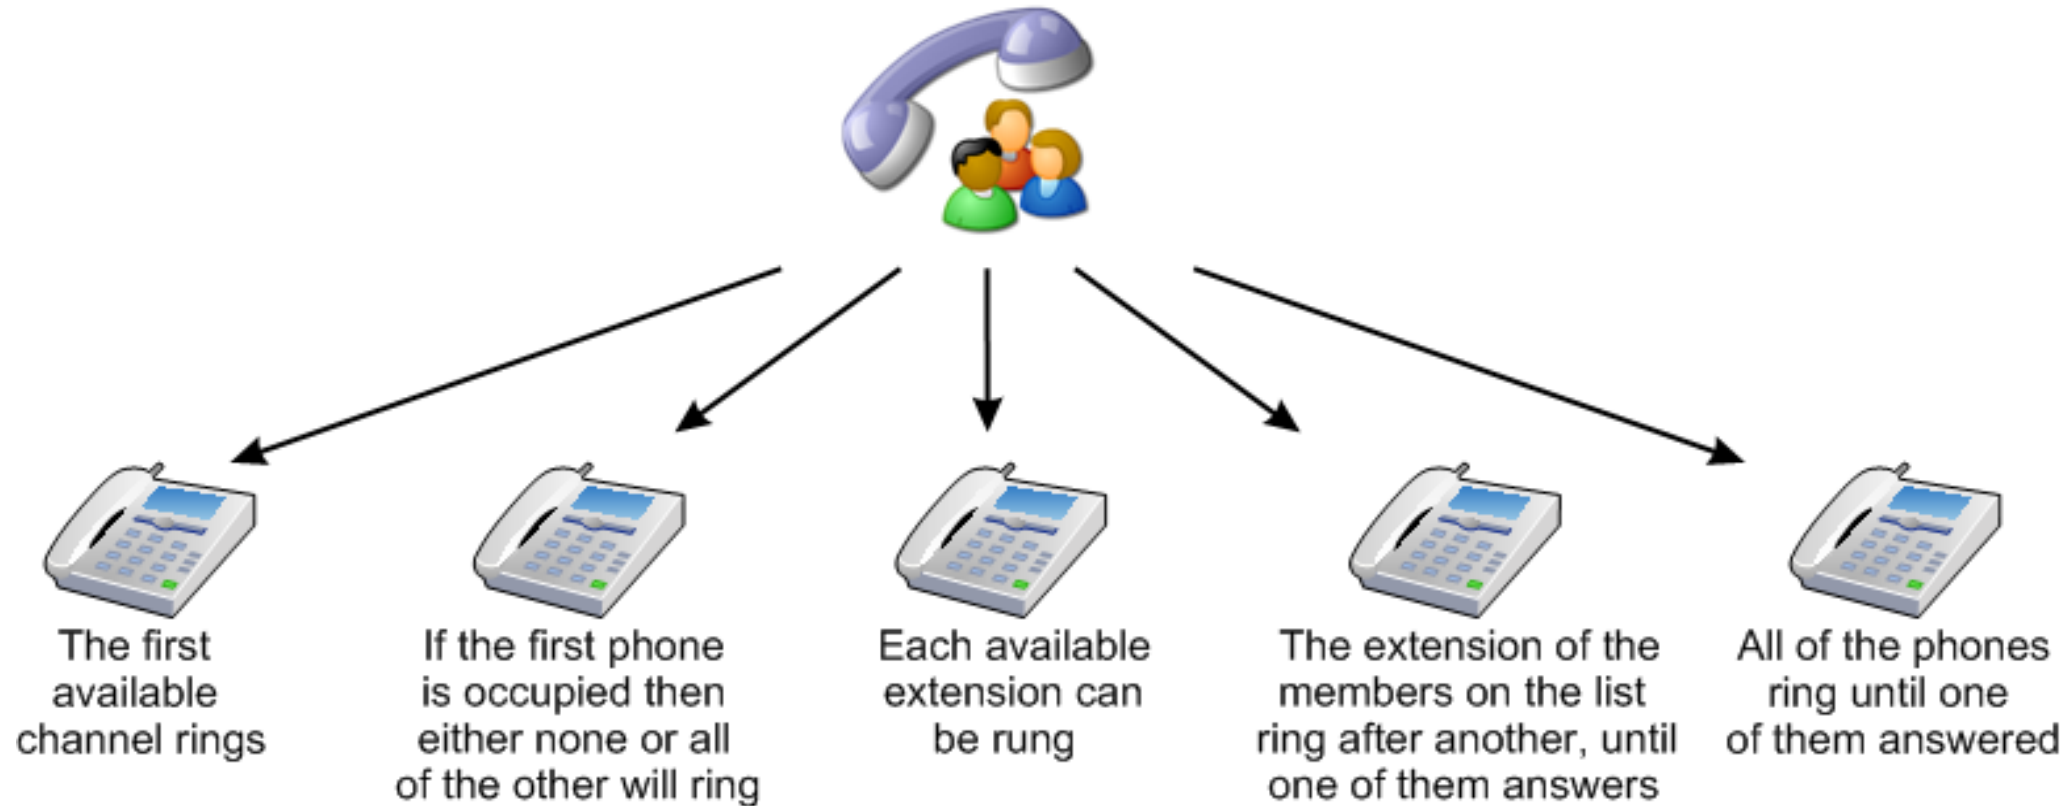 The first
available
channel rings
If the first phone
is occupied then
either none or all
of the other will ring
Each available
extension can
be rung
The extension of the
members on the list
ring after another, until
one of them answers
All of the phones
ring until one
of them answered